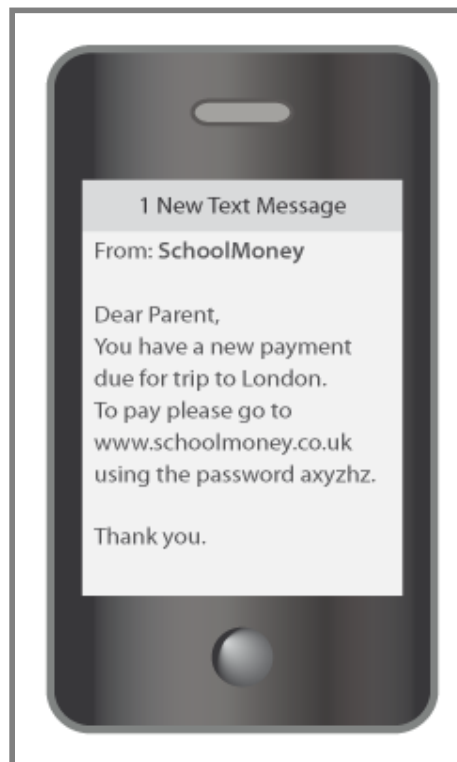 1 New Text Message
From: SchoolMoney
Dear Parent,
You have a new payment
due for trip to London.
To pay please go to
www.schoolmoney.co.uk
using the password axyzhz.
Thank you.